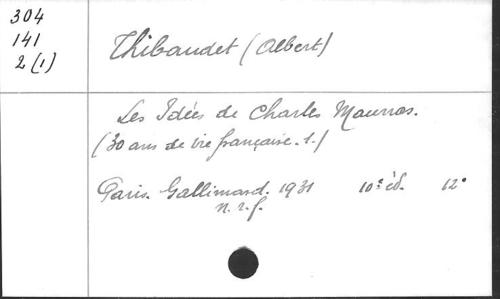 304
141
2 (1)
Thibaudet (Albert)
Les Idées de Charles Maurras.
(30 ans de vie française. 1.)
Paris. Gallimard. 1931 10e éd. 12°
n. r. f.